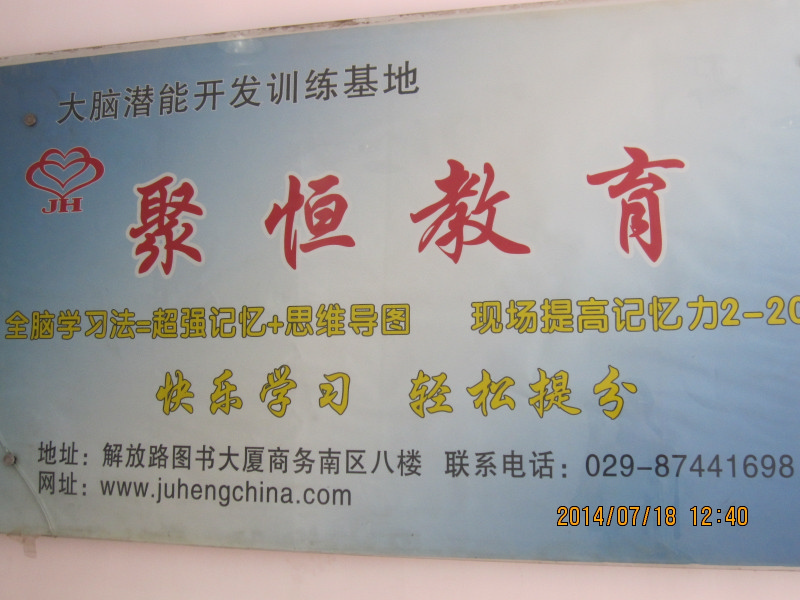 大脑潜能开发训练基地
JH
聚恒教育
全脑学习法=超强记忆+思维导图 现场提高记忆力2-20
快乐学习 轻松提分
地址：解放路图书大厦商务南区八楼 联系电话：029-87441698
网址：www.juhengchina.com
2014/07/18 12:40